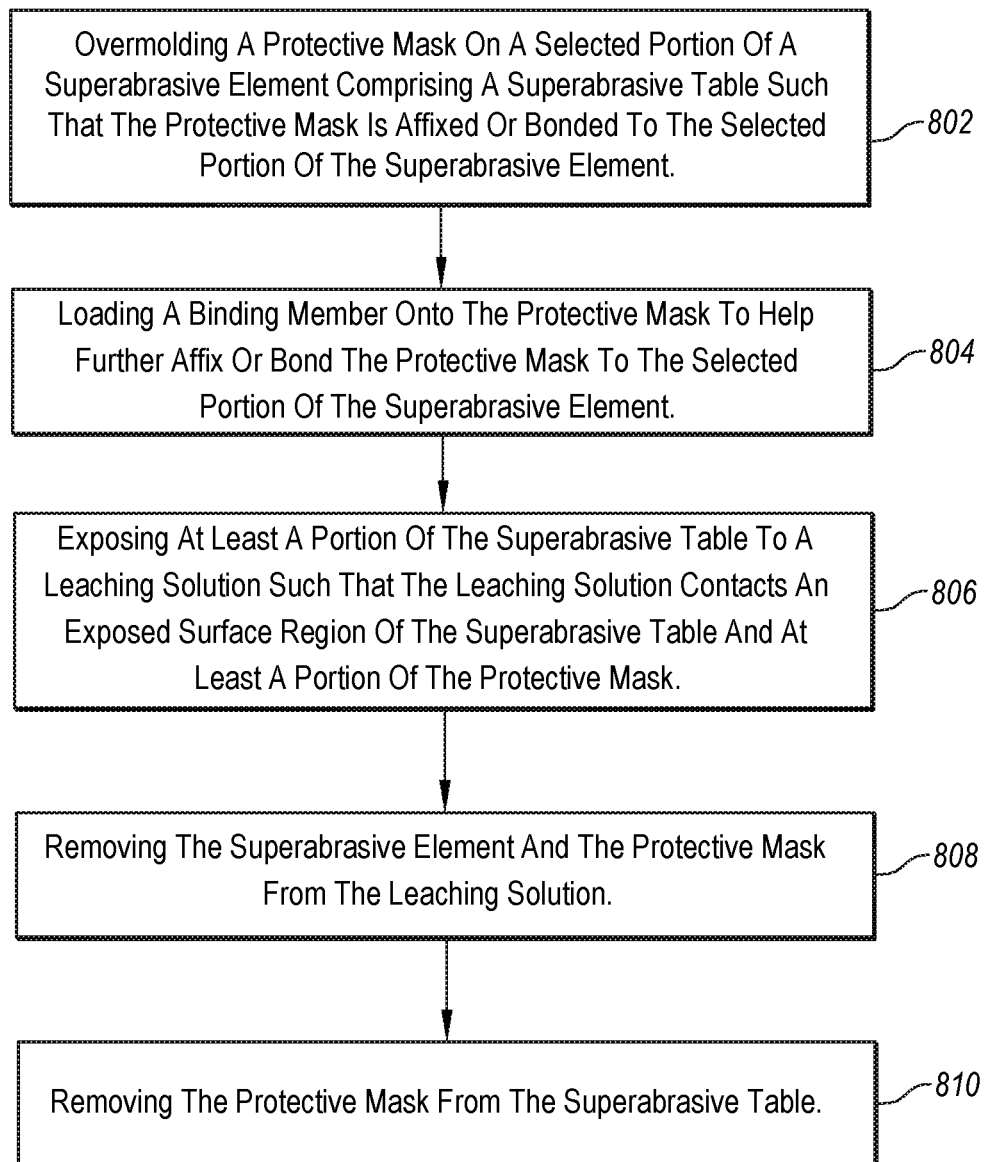 Overmolding A Protective Mask On A Selected Portion Of A
Superabrasive Element Comprising A Superabrasive Table Such
That The Protective Mask Is Affixed Or Bonded To The Selected
Portion Of The Superabrasive Element.
802
Loading A Binding Member Onto The Protective Mask To Help
Further Affix Or Bond The Protective Mask To The Selected
Portion Of The Superabrasive Element.
804
Exposing At Least A Portion Of The Superabrasive Table To A
Leaching Solution Such That The Leaching Solution Contacts An
Exposed Surface Region Of The Superabrasive Table And At
Least A Portion Of The Protective Mask.
806
Removing The Superabrasive Element And The Protective Mask
From The Leaching Solution.
808
Removing The Protective Mask From The Superabrasive Table.
810